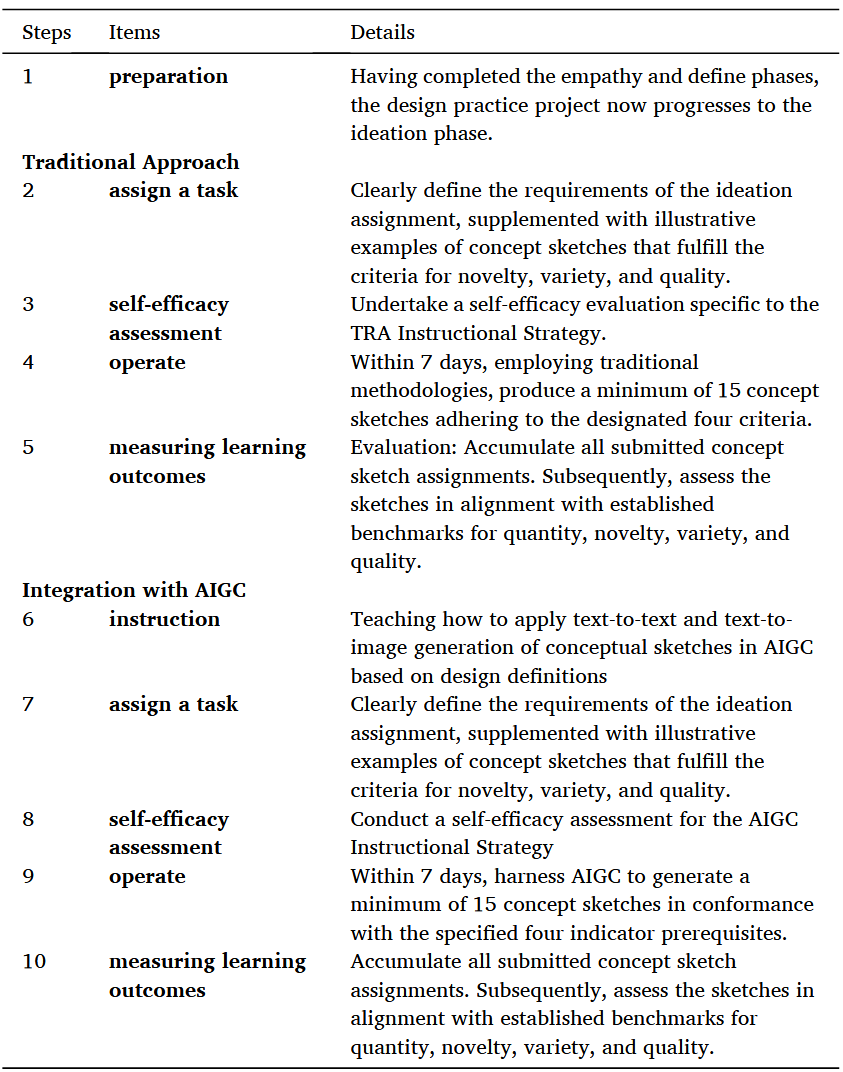 Steps Items Details
1 preparation Having completed the empathy and define phases,
the design practice project now progresses to the
ideation phase.
Traditional Approach
2 assign a task Clearly define the requirements of the ideation
assignment, supplemented with illustrative
examples of concept sketches that fulfill the
criteria for novelty, variety, and quality.
3 self-efficacy Undertake a self-efficacy evaluation specific to the
assessment TRA Instructional Strategy.
4 operate Within 7 days, employing traditional
methodologies, produce a minimum of 15 concept
sketches adhering to the designated four criteria.
5 measuring learning Evaluation: Accumulate all submitted concept
outcomes sketch assignments. Subsequently, assess the
sketches in alignment with established
benchmarks for quantity, novelty, variety, and
quality.
Integration with AIGC
6 instruction Teaching how to apply text-to-text and text-to-
image generation of conceptual sketches in AIGC
based on design definitions
7 assign a task Clearly define the requirements of the ideation
assignment, supplemented with illustrative
examples of concept sketches that fulfill the
criteria for novelty, variety, and quality.
8 self-efficacy Conduct a self-efficacy assessment for the AIGC
assessment Instructional Strategy
9 operate Within 7 days, harness AIGC to generate a
minimum of 15 concept sketches in conformance
with the specified four indicator prerequisites.
10 measuring learning Accumulate all submitted concept sketch
outcomes assignments. Subsequently, assess the sketches in
alignment with established benchmarks for
quantity, novelty, variety, and quality.